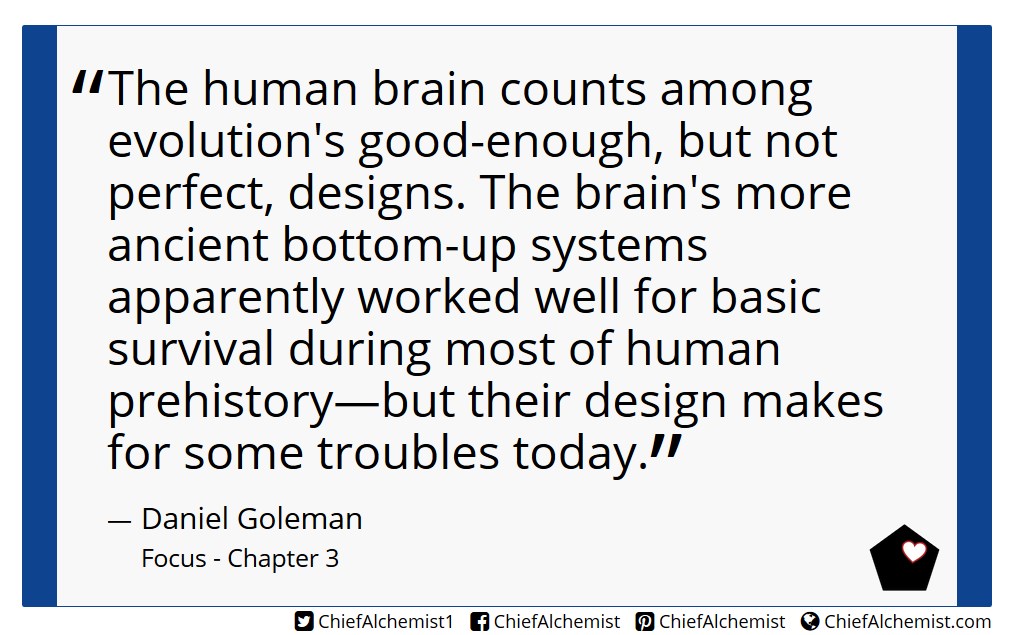 “The human brain counts among
evolution's good-enough, but not
perfect, designs. The brain's more
ancient bottom-up systems
apparently worked well for basic
survival during most of human
prehistory—but their design makes
for some troubles today.”
— Daniel Goleman
Focus - Chapter 3
ChiefAlchemist1 ChiefAlchemist ChiefAlchemist ChiefAlchemist.com